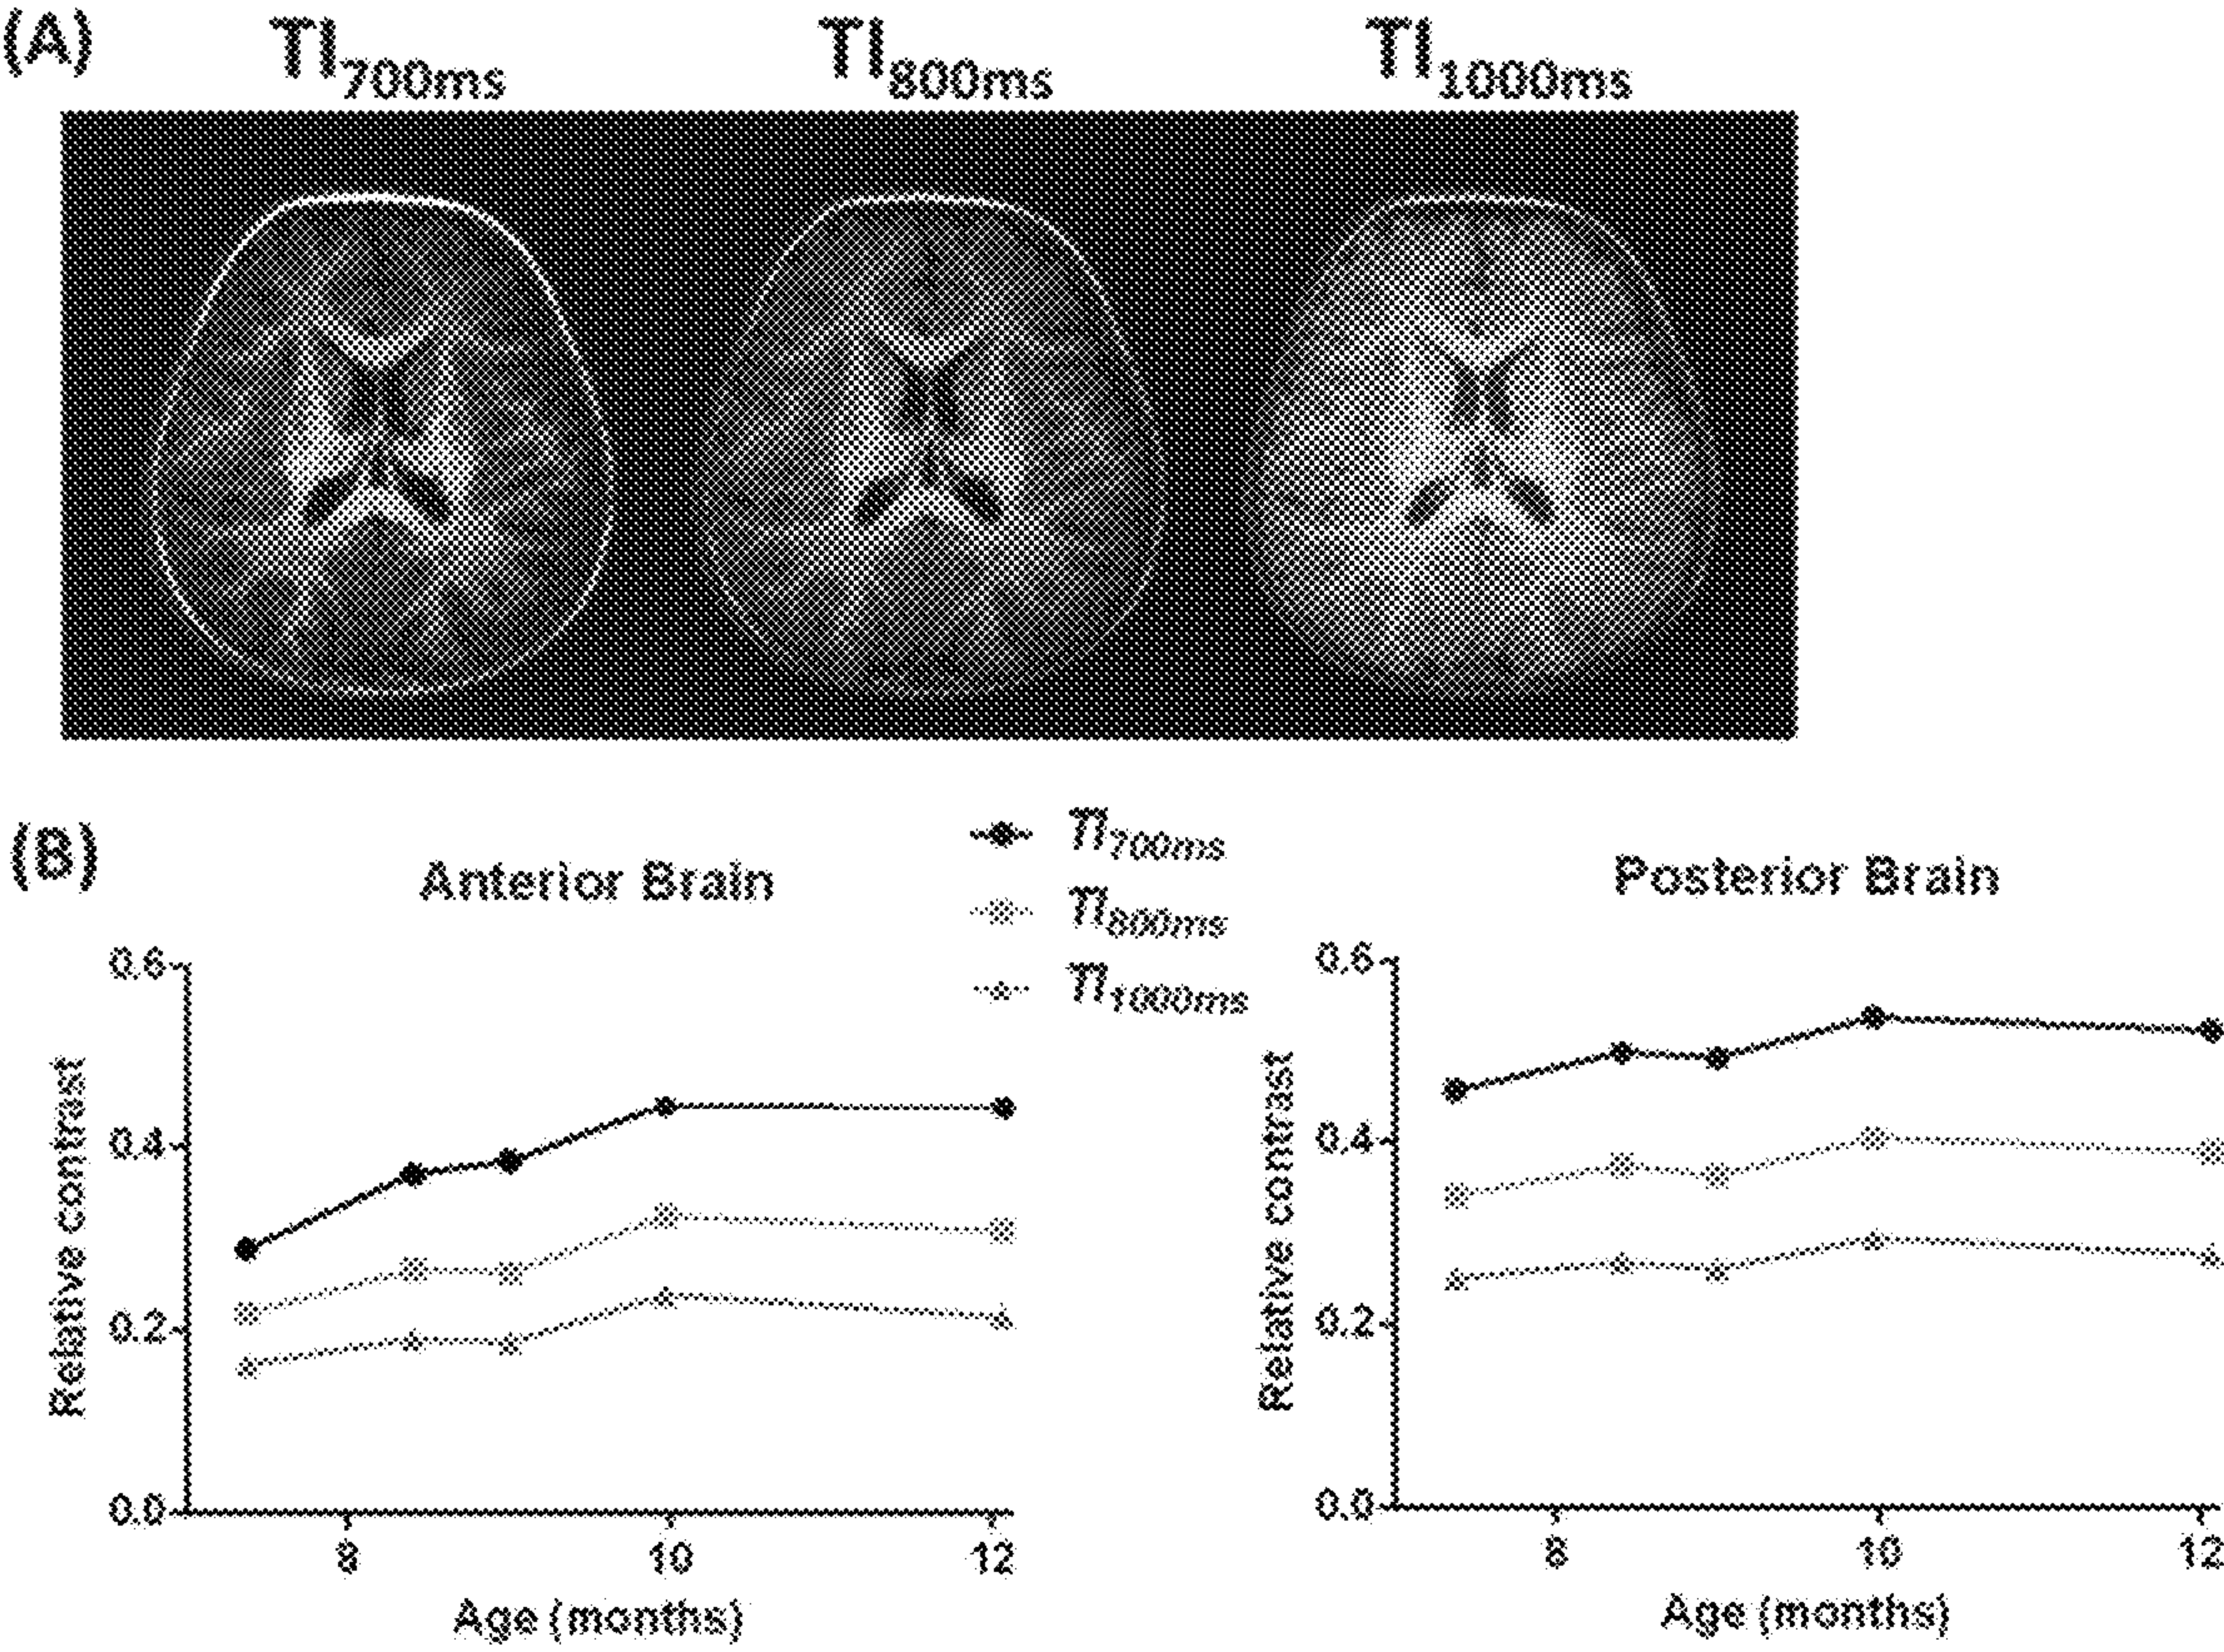 (A)
TI700ms TI800ms TI1000ms
(B)
Anterior Brain
TI700ms
TI800ms
TI1000ms
Posterior Brain
0.6
0.4
0.2
0.0
Relative contrast
8 10 12
Age (months)
0.6
0.4
0.2
0.0
Relative contrast
8 10 12
Age (months)